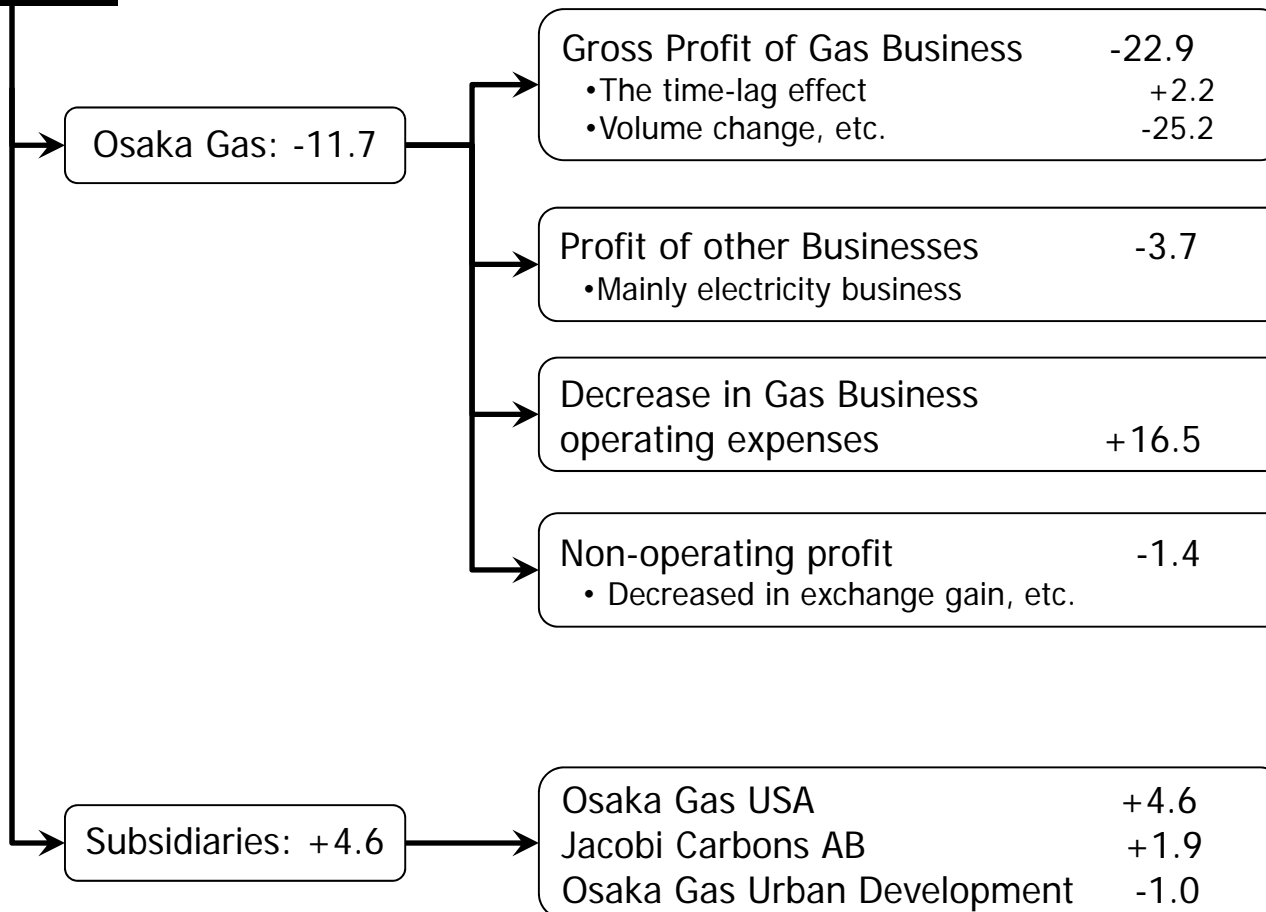 Gross Profit of Gas Business -22.9
•The time-lag effect +2.2
•Volume change, etc. -25.2
Osaka Gas: -11.7
Profit of other Businesses -3.7
•Mainly electricity business
Decrease in Gas Business
operating expenses +16.5
Non-operating profit -1.4
• Decreased in exchange gain, etc.
Subsidiaries: +4.6
Osaka Gas USA +4.6
Jacobi Carbons AB +1.9
Osaka Gas Urban Development -1.0